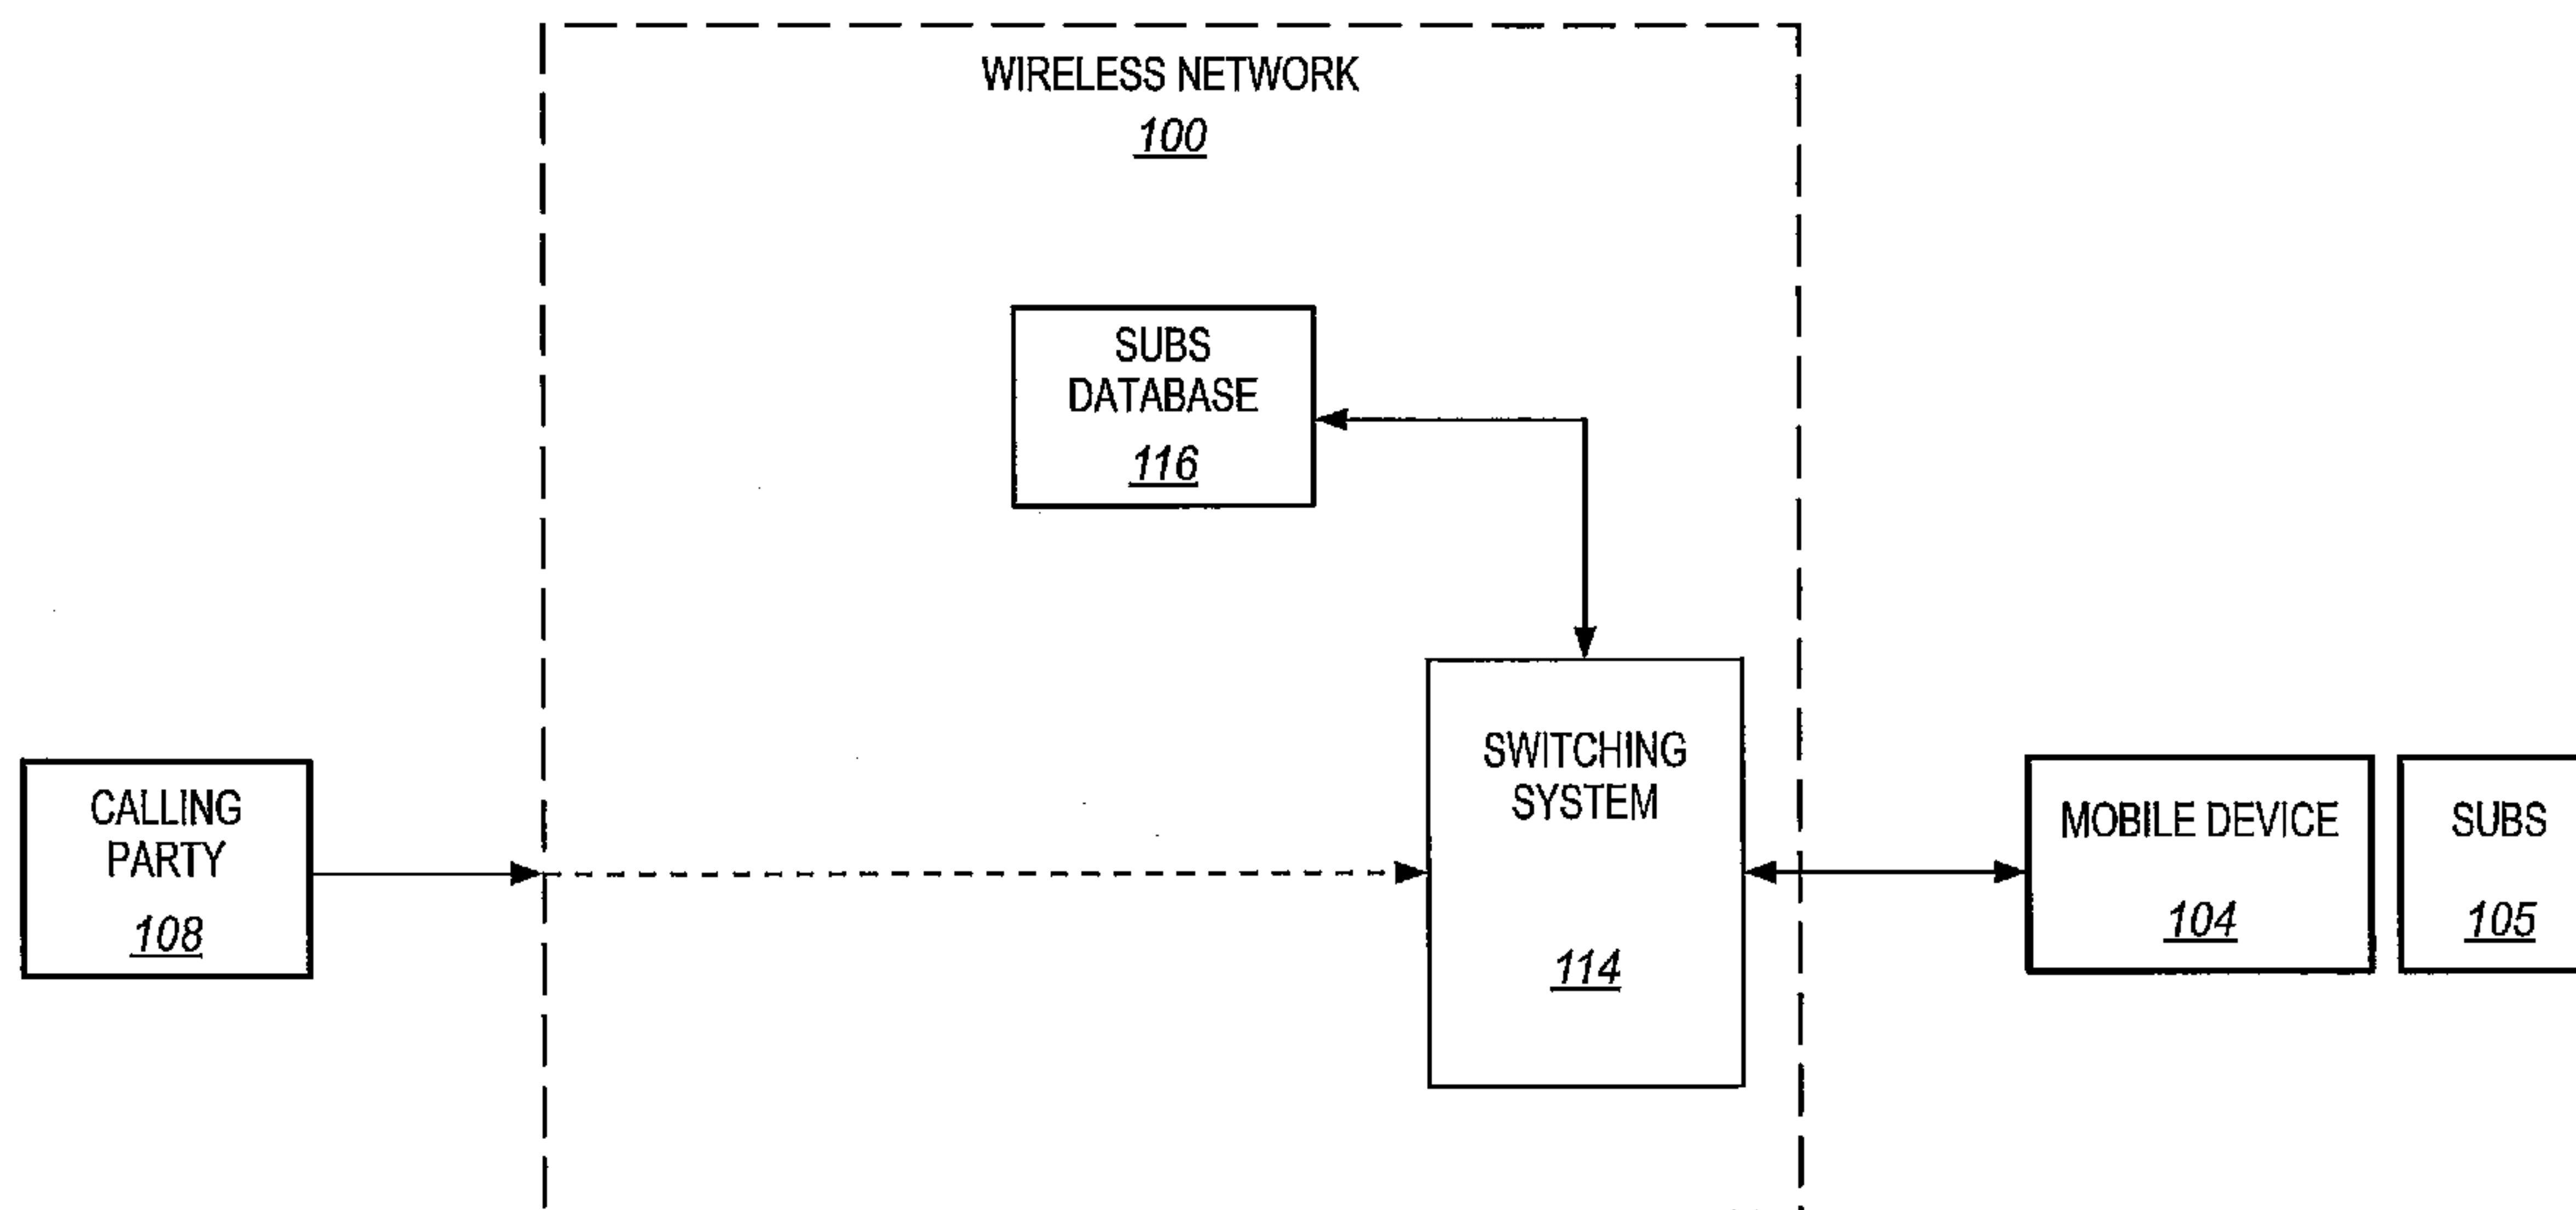 WIRELESS NETWORK
100
SUBS
DATABASE
116
SWITCHING
SYSTEM
114
CALLING
PARTY
108
MOBILE DEVICE
104
SUBS
105